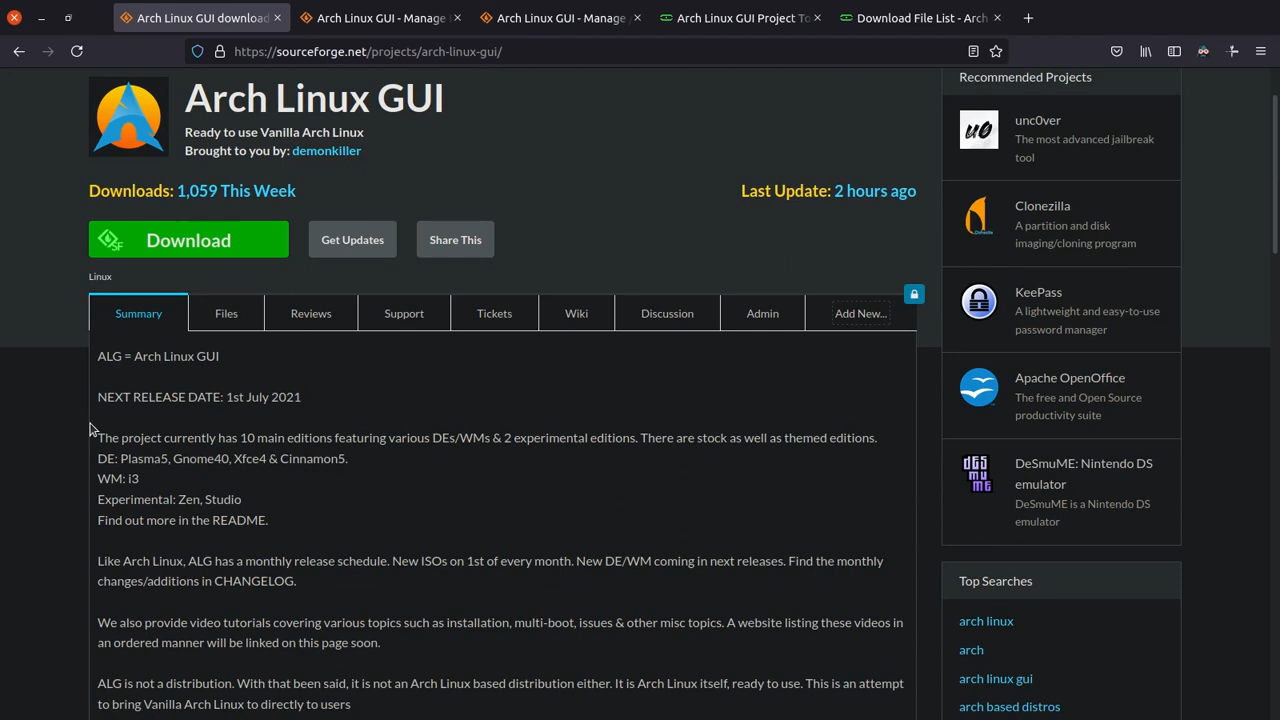 Arch Linux GUI download
Arch Linux GUI - Manage
Arch Linux GUI - Manage
Arch Linux GUI Project To
Download File List - Arch
https://sourceforge.net/projects/arch-linux-gui/
Arch Linux GUI
Ready to use Vanilla Arch Linux
Brought to you by: demonkiller
Downloads: 1,059 This Week
Last Update: 2 hours ago
SF
Download
Get Updates
Share This
Linux
Summary
Files
Reviews
Support
Tickets
Wiki
Discussion
Admin
Add New...
ALG = Arch Linux GUI
NEXT RELEASE DATE: 1st July 2021
The project currently has 10 main editions featuring various DEs/WMs & 2 experimental editions. There are stock as well as themed editions.
DE: Plasma5, Gnome40, Xfce4 & Cinnamon5.
WM: i3
Experimental: Zen, Studio
Find out more in the README.
Like Arch Linux, ALG has a monthly release schedule. New ISOs on 1st of every month. New DE/WM coming in next releases. Find the monthly
changes/additions in CHANGELOG.
We also provide video tutorials covering various topics such as installation, multi-boot, issues & other misc topics. A website listing these videos in
an ordered manner will be linked on this page soon.
ALG is not a distribution. With that been said, it is not an Arch Linux based distribution either. It is Arch Linux itself, ready to use. This is an attempt
to bring Vanilla Arch Linux to directly to users
Recommended Projects
u0
unc0ver
The most advanced jailbreak
tool
Clonezilla
A partition and disk
imaging/cloning program
KeePass
A lightweight and easy-to-use
password manager
Apache OpenOffice
The free and Open Source
productivity suite
DES
MU
ME
DeSmuME: Nintendo DS
emulator
DeSmuME is a Nintendo DS
emulator
Top Searches
arch linux
arch
arch linux gui
arch based distros